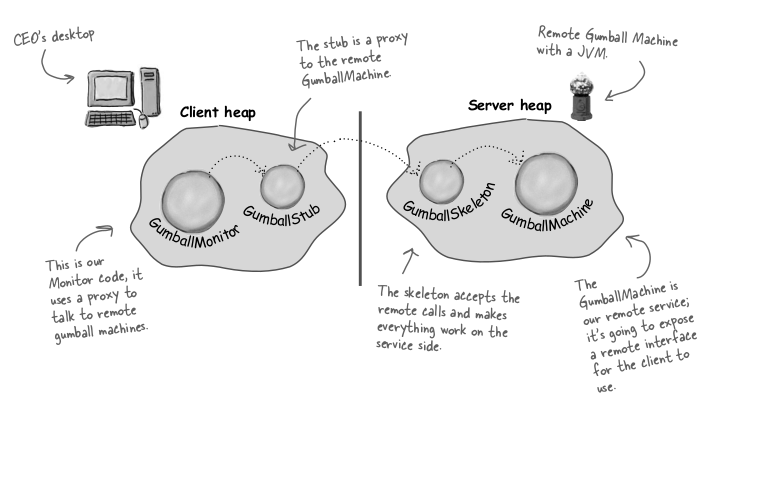 CEO's desktop
The stub is a proxy
to the remote
GumballMachine.
Remote Gumball Machine
with a JVM.
Client heap
Server heap
GumballMonitor
GumballStub
GumballSkeleton
GumballMachine
This is our
Monitor code, it
uses a proxy to
talk to remote
gumball machines.
The skeleton accepts the
remote calls and makes
everything work on the
service side.
The
GumballMachine is
our remote service;
it's going to expose
a remote interface
for the client to
use.